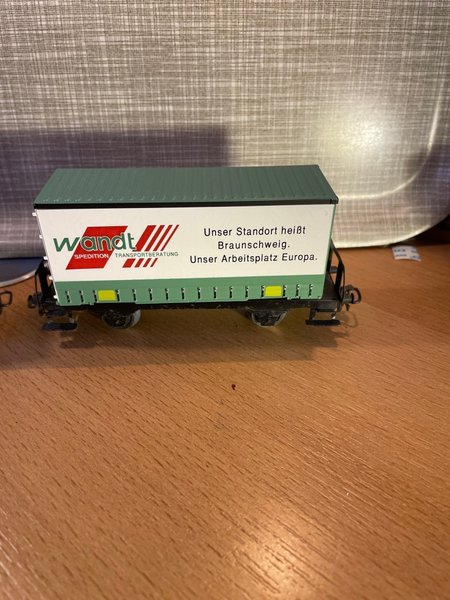 wandt
SPEDITION TRANSPORTBERATUNG
Unser Standort heißt
Braunschweig.
Unser Arbeitsplatz Europa.